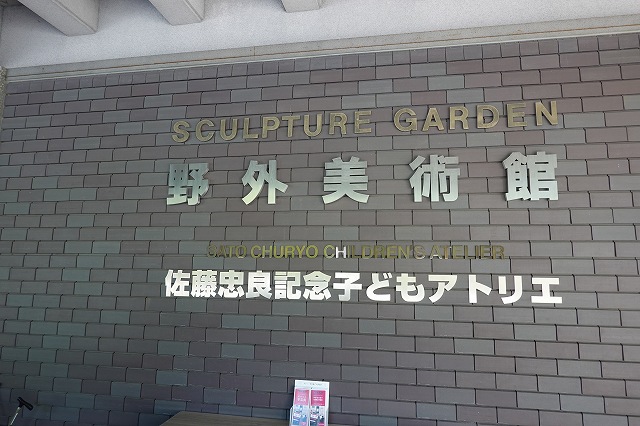 SCULPTURE GARDEN
野外美術館
SATO CHURYO CHILDREN'S ATELIER
佐藤忠良記念子どもアトリエ